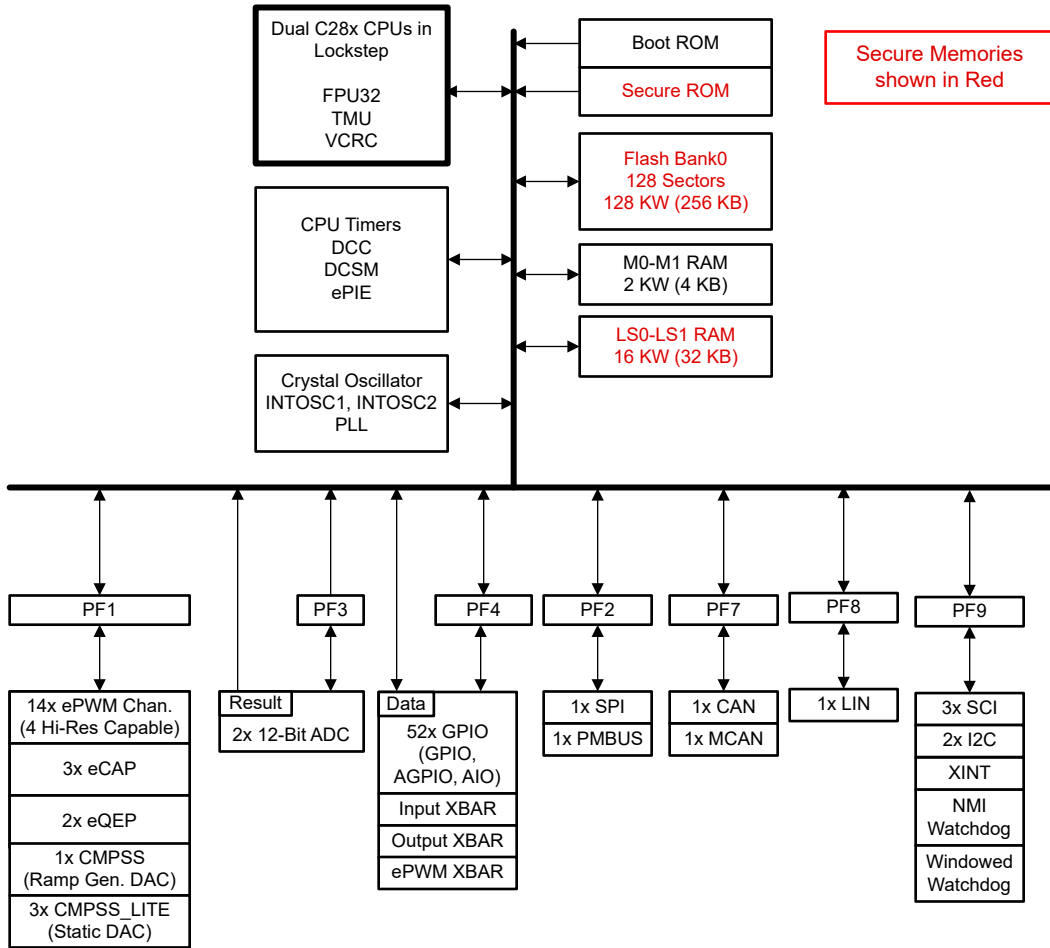 Dual C28x CPUs in
Lockstep
FPU32
TMU
VCRC
CPU Timers
DCC
DCSM
ePIE
Crystal Oscillator
INTOSC1, INTOSC2
PLL
Boot ROM
Secure ROM
Flash Bank0
128 Sectors
128 KW (256 KB)
M0-M1 RAM
2 KW (4 KB)
LS0-LS1 RAM
16 KW (32 KB)
Secure Memories
shown in Red
PF1
PF3
PF4
PF2
PF7
PF8
PF9
14x ePWM Chan.
(4 Hi-Res Capable)
3x eCAP
2x eQEP
1x CMPSS
(Ramp Gen. DAC)
3x CMPSS_LITE
(Static DAC)
Result
2x 12-Bit ADC
Data
52x GPIO
(GPIO,
AGPIO, AIO)
Input XBAR
Output XBAR
ePWM XBAR
1x SPI
1x PMBUS
1x CAN
1x MCAN
1x LIN
3x SCI
2x I2C
XINT
NMI
Watchdog
Windowed
Watchdog